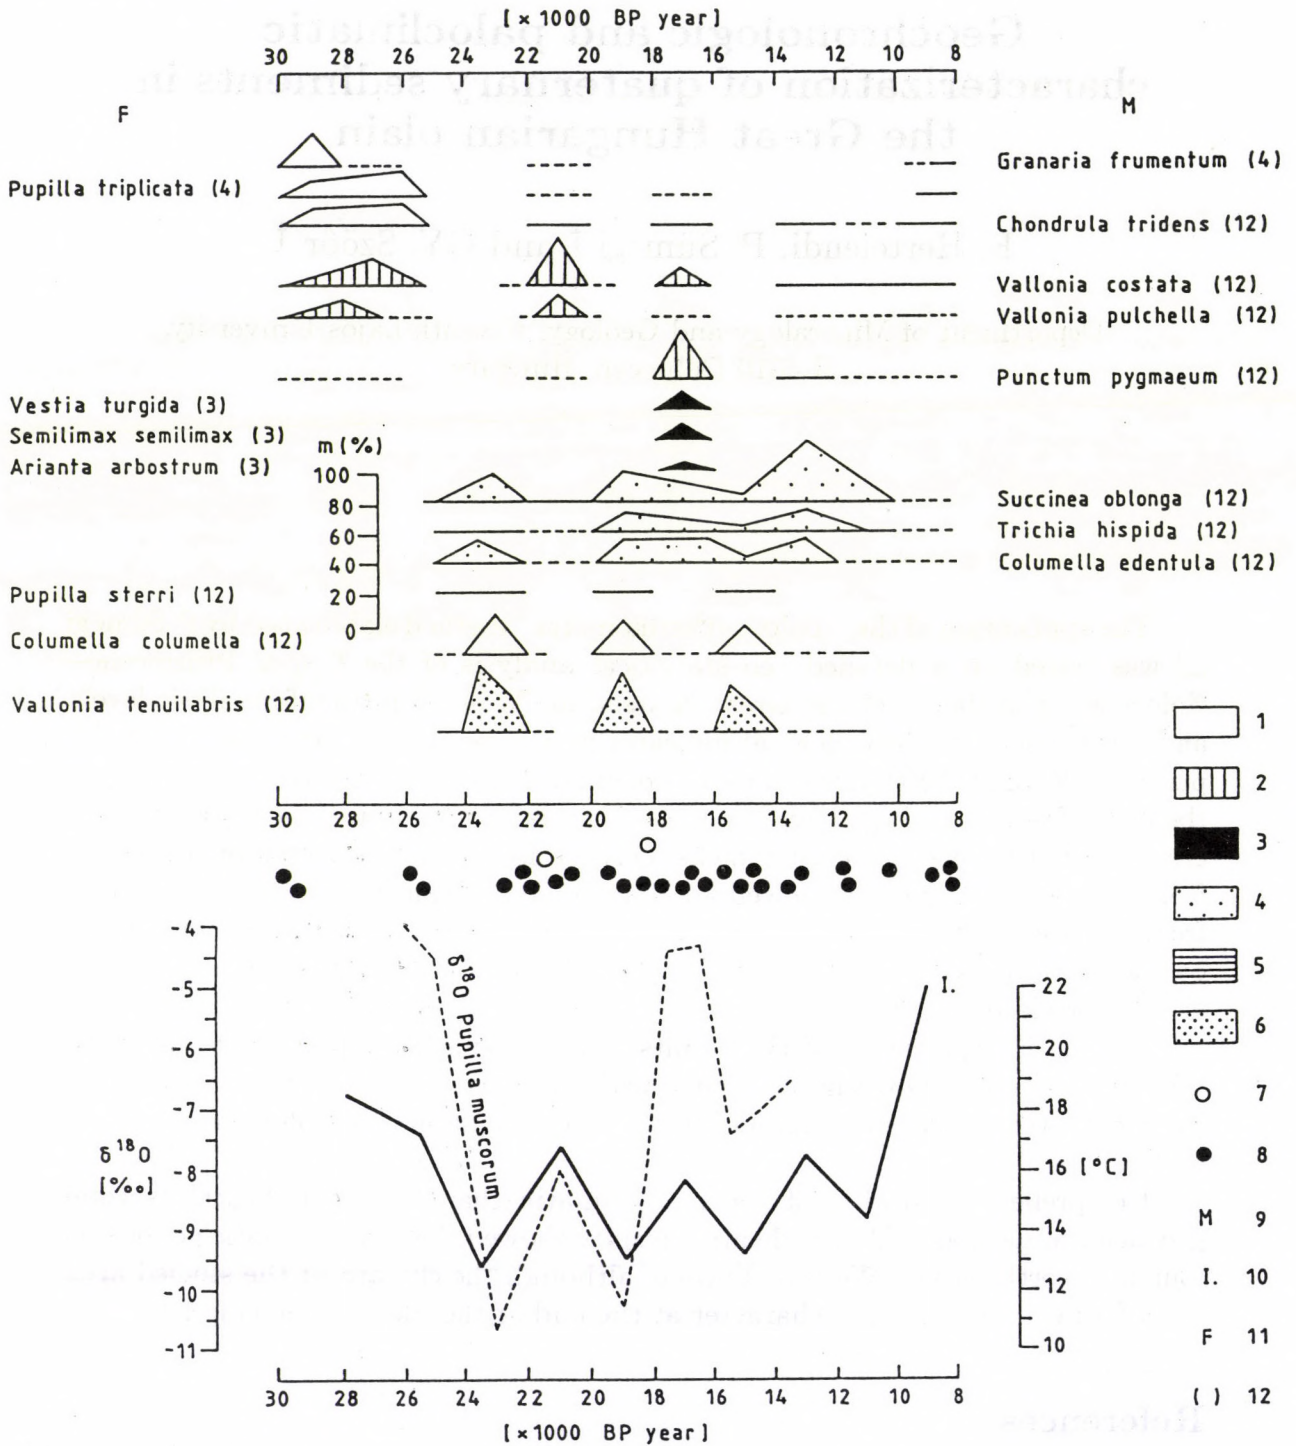 [×1000 BP year]
30 28 26 24 22 20 18 16 14 12 10 8
F M
Granaria frumentum (4)
Pupilla triplicata (4)
Chondrula tridens (12)
Vallonia costata (12)
Vallonia pulchella (12)
Punctum pygmaeum (12)
Vestia turgida (3)
Semilimax semilimax (3)
Arianta arbostrum (3)
m (%)
100
80
60
40
20
0
Succinea oblonga (12)
Trichia hispida (12)
Columella edentula (12)
Pupilla sterri (12)
Columella columella (12)
Vallonia tenuilabris (12)
30 28 26 24 22 20 18 16 14 12 10 8
-4
-5
-6
-7
-8
-9
-10
-11
δ¹⁸O
[‰]
δ¹⁸O Pupilla muscorum
I.
22
20
18
16 [°C]
14
12
10
30 28 26 24 22 20 18 16 14 12 10 8
[×1000 BP year]
1
2
3
4
5
6
7
8
M 9
I. 10
F 11
( ) 12